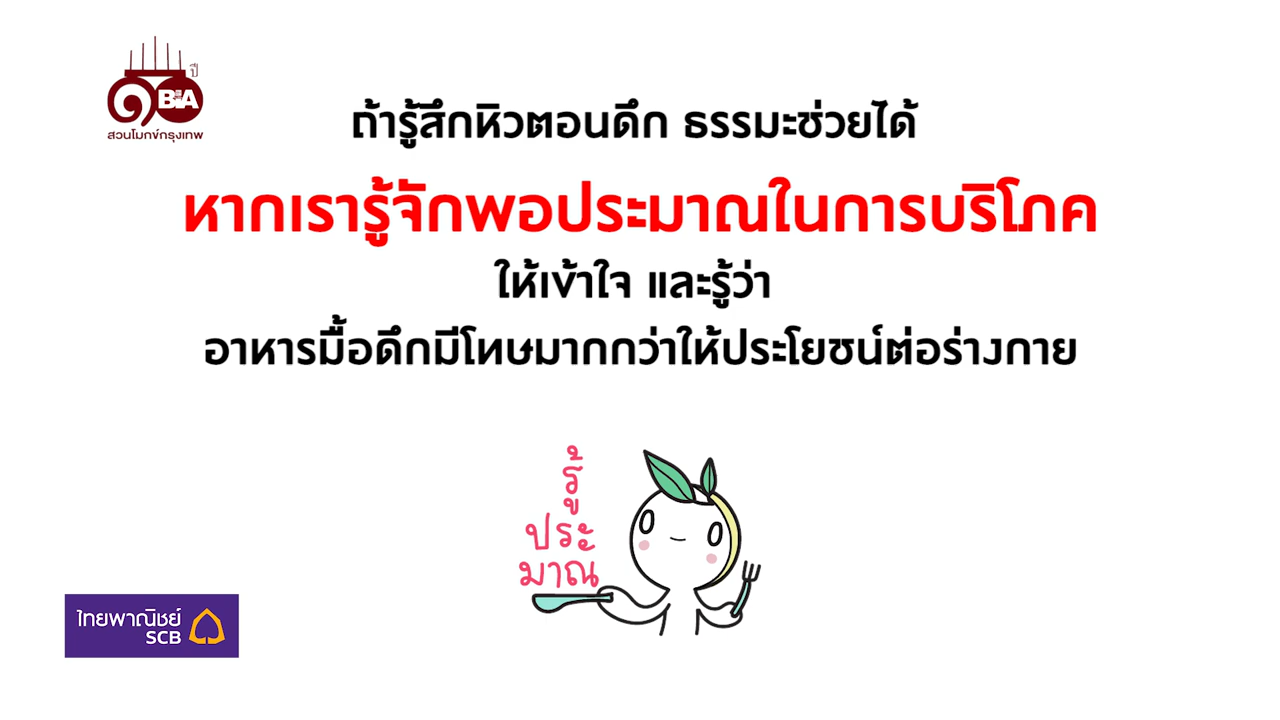 ๑๐ ปี
BIA
สวนโมกข์กรุงเทพ
ถ้ารู้สึกหิวตอนดึก ธรรมะช่วยได้
หากเรารู้จักพอประมาณในการบริโภค
ให้เข้าใจ และรู้ว่า
อาหารมื้อดึกมีโทษมากกว่าให้ประโยชน์ต่อร่างกาย
รู้
ประ
มาณ
ไทยพาณิชย์
SCB